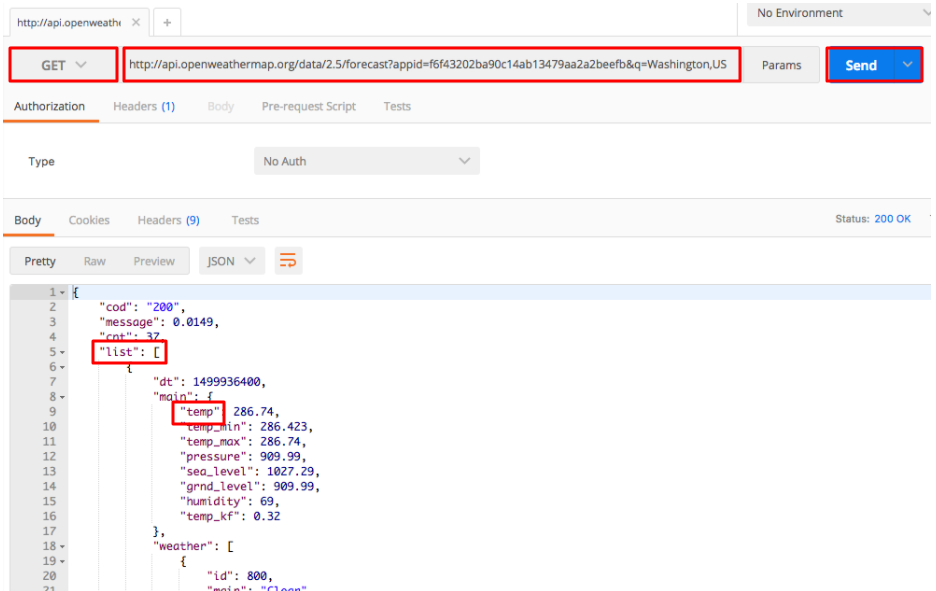 http://api.openweathe
No Environment
GET http://api.openweathermap.org/data/2.5/forecast?appid=f6f43202ba90c14ab13479aa2a2beefb&q=Washington,US Params Send
Authorization Headers (1) Body Pre-request Script Tests
Type No Auth
Body Cookies Headers (9) Tests Status: 200 OK
Pretty Raw Preview JSON
1 {
2 "cod": "200",
3 "message": 0.0149,
4 "cnt": 37,
5 "list": [
6 {
7 "dt": 1499936400,
8 "main": {
9 "temp": 286.74,
10 "temp_min": 286.423,
11 "temp_max": 286.74,
12 "pressure": 909.99,
13 "sea_level": 1027.29,
14 "grnd_level": 909.99,
15 "humidity": 69,
16 "temp_kf": 0.32
17 },
18 "weather": [
19 {
20 "id": 800,
21 "main": "Clear"